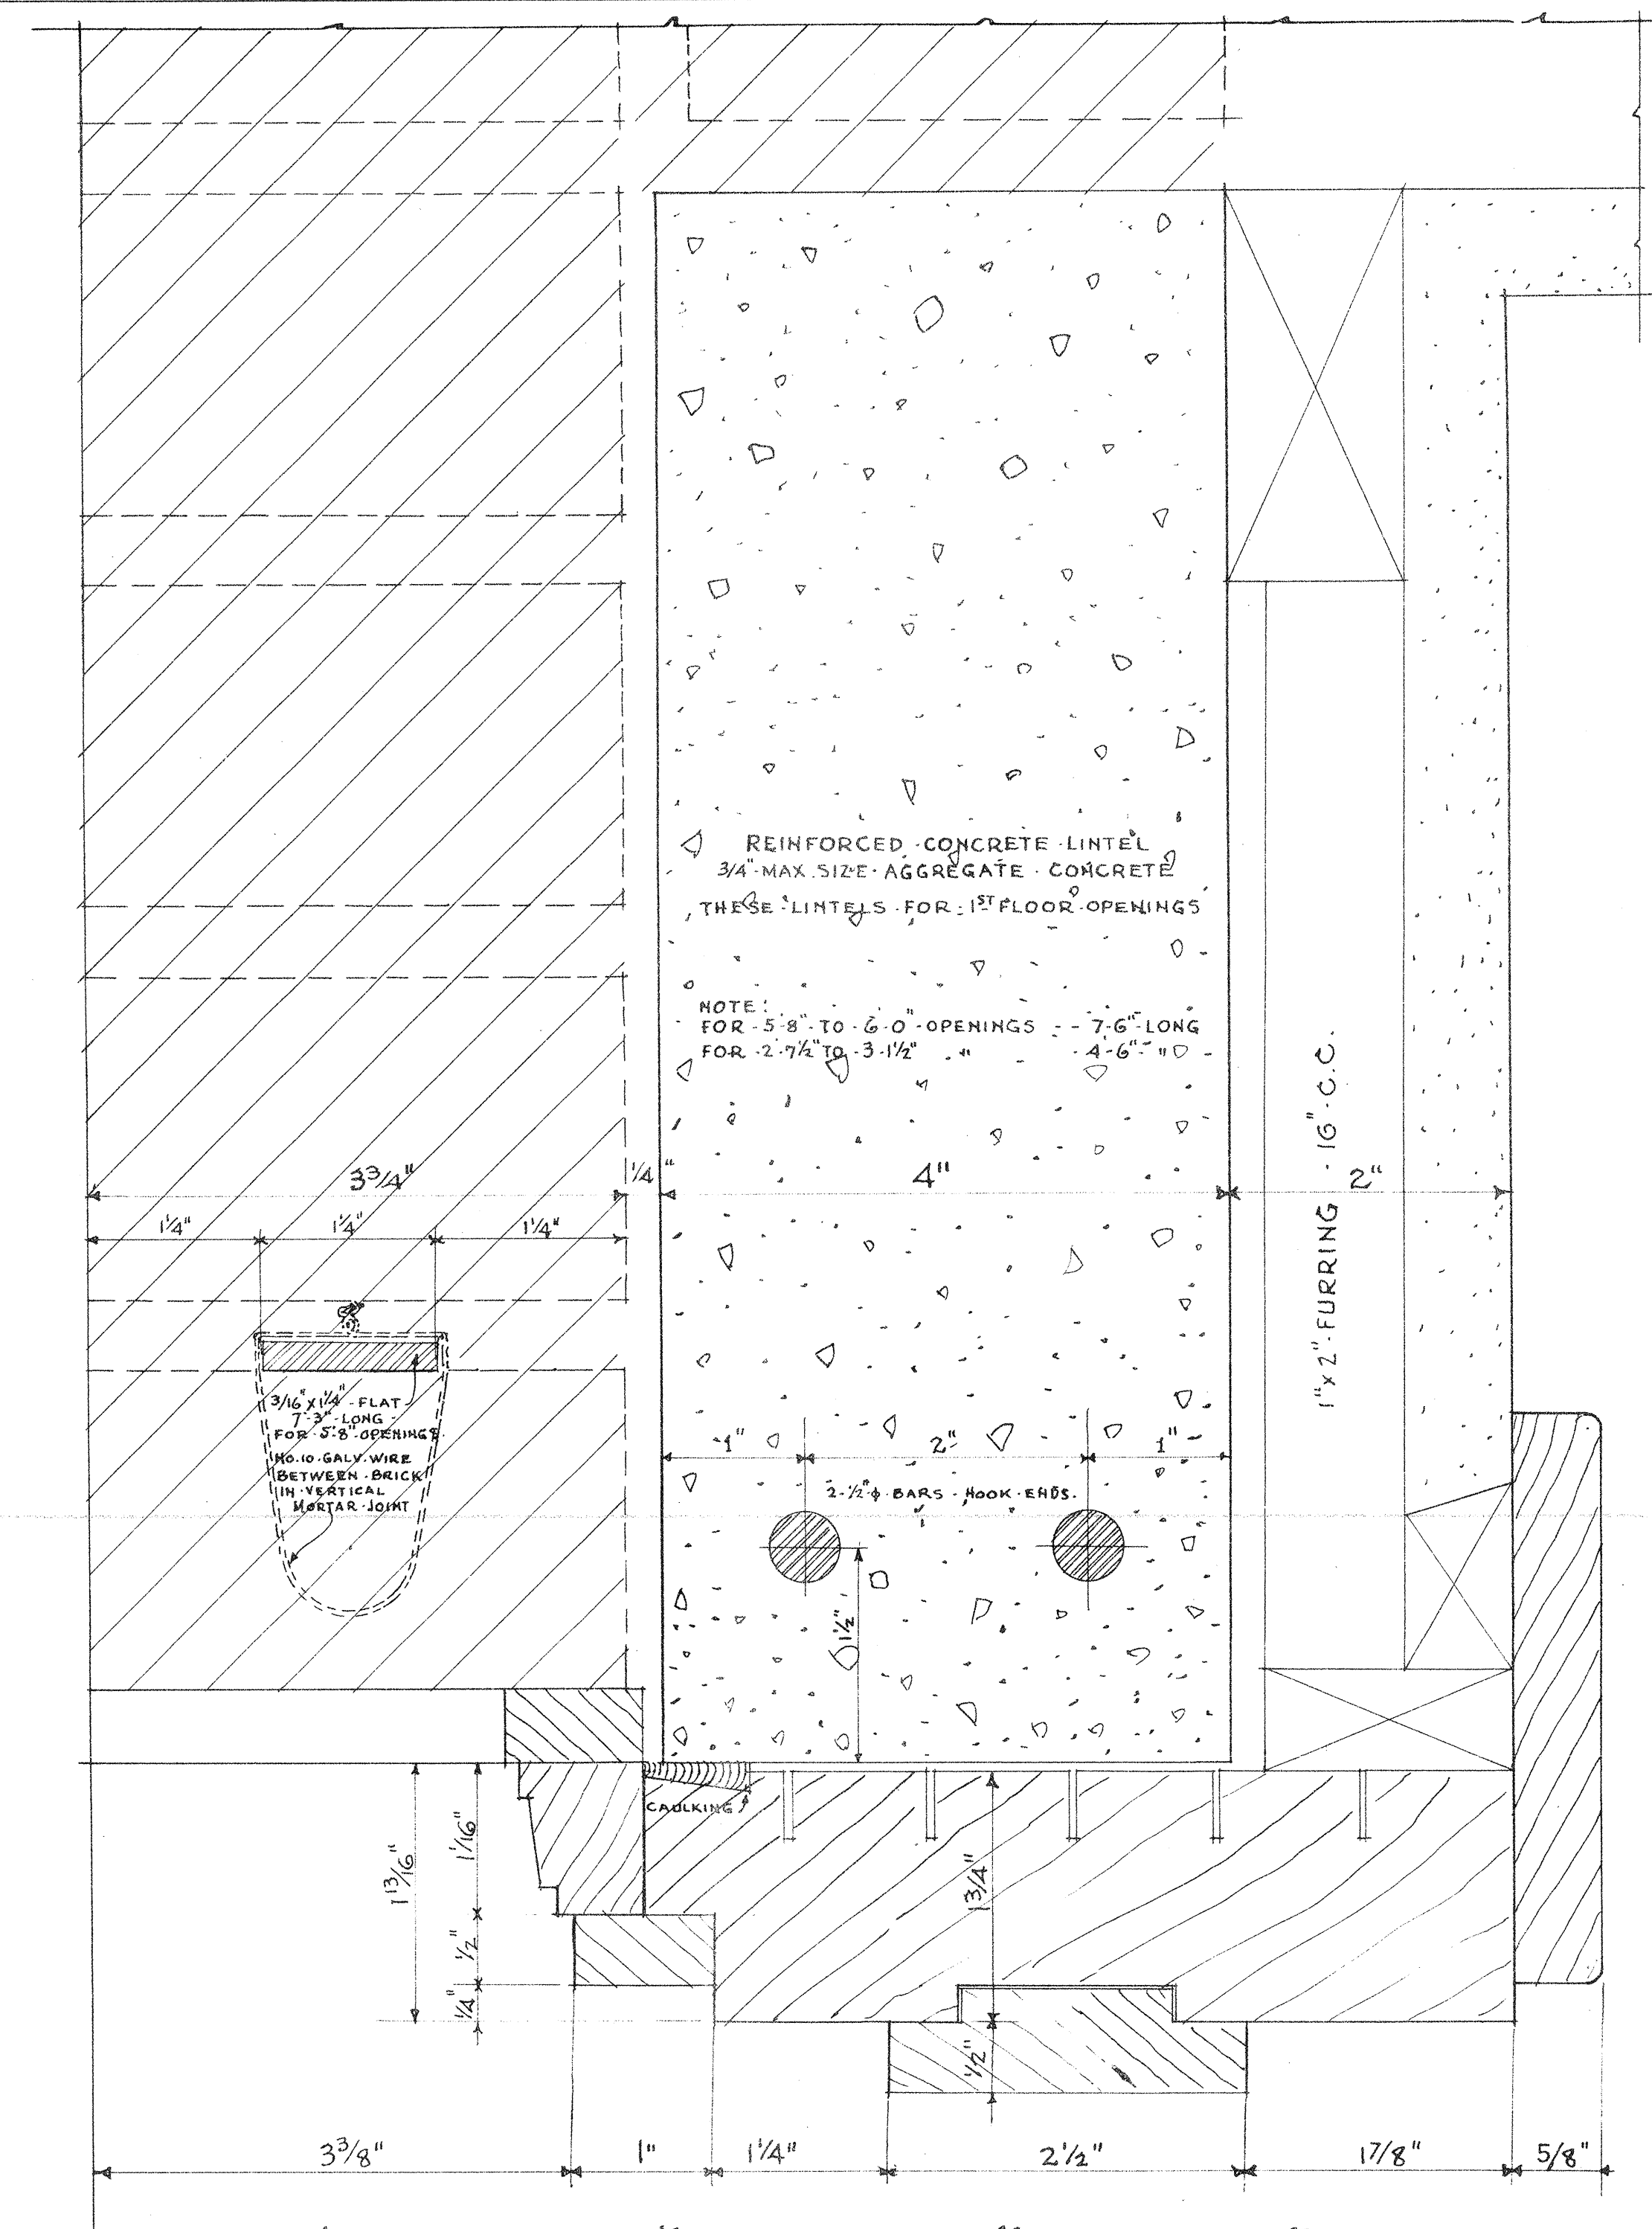 REINFORCED · CONCRETE · LINTEL
3/4" · MAX. SIZE · AGGREGATE · CONCRETE
THESE · LINTELS · FOR · 1ST FLOOR · OPENINGS
NOTE:
FOR · 5'-8" · TO · 6'-0" · OPENINGS - - 7'-6" · LONG
FOR · 2'-7½" TO · 3'-1½" " · 4'-6" · "
1" x 2" · FURRING · 16" · C.C.
3¾" ¼" 4" 2"
1¼" 1¼" 1¼"
3/16" X 1¼" · FLAT
7'-3" · LONG
FOR · 5'-8" · OPENINGS
NO.10 · GALV. WIRE
BETWEEN · BRICK
IN · VERTICAL
MORTAR · JOINT
1" 2" 1"
2 - ½" ϕ · BARS · HOOK · ENDS.
1½"
CAULKING
1 13/16"
1 1/16"
½"
¼"
1¾"
½"
3⅜" 1" 1¼" 2½" 1⅞" 5/8"